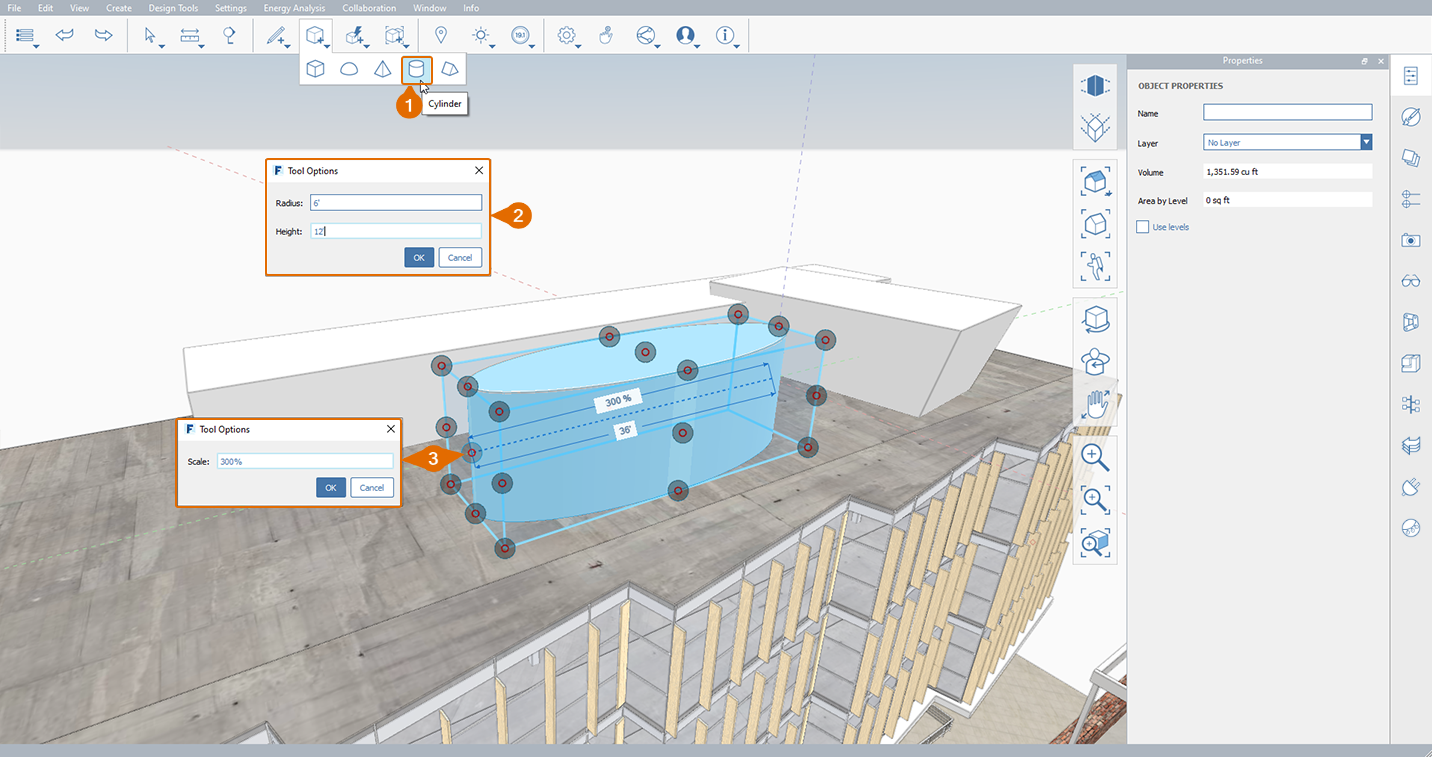 File Edit View Create Design Tools Settings Energy Analysis Collaboration Window Info
19.1
Properties
1
Cylinder
OBJECT PROPERTIES
Name
Layer No Layer
Volume 1,351.59 cu ft
Area by Level 0 sq ft
Use levels
F Tool Options
Radius: 6'
2
Height: 12'
OK Cancel
300 %
36'
F Tool Options
3
Scale: 300%
OK Cancel